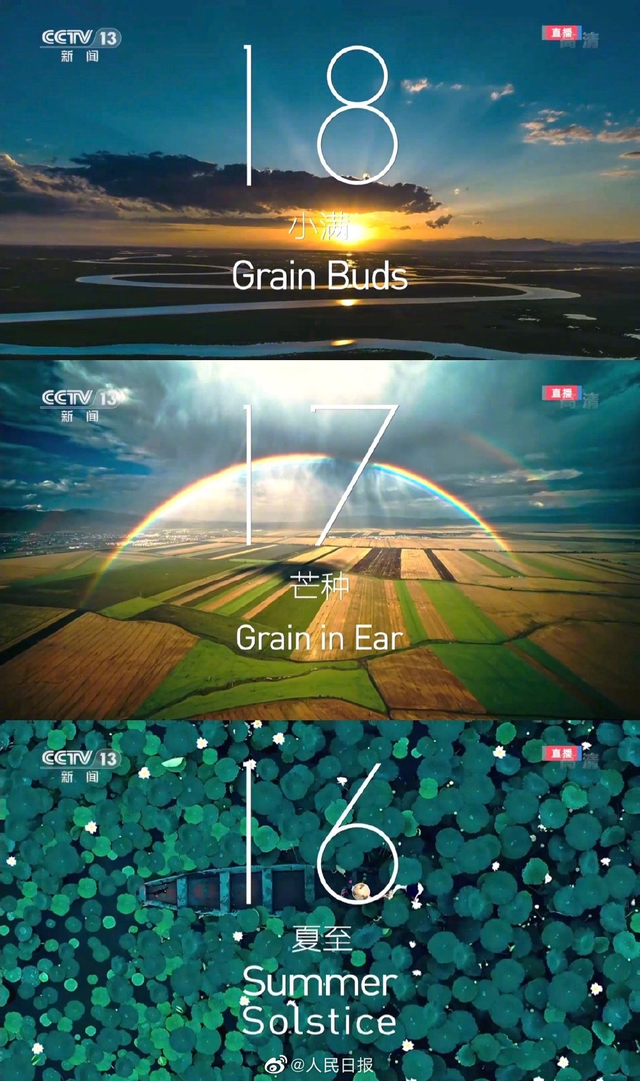 CCTV 13
新闻
直播
高清
18
小满
Grain Buds
CCTV 13
新闻
直播
高清
17
芒种
Grain in Ear
CCTV 13
新闻
直播
高清
16
夏至
Summer
Solstice
@人民日报